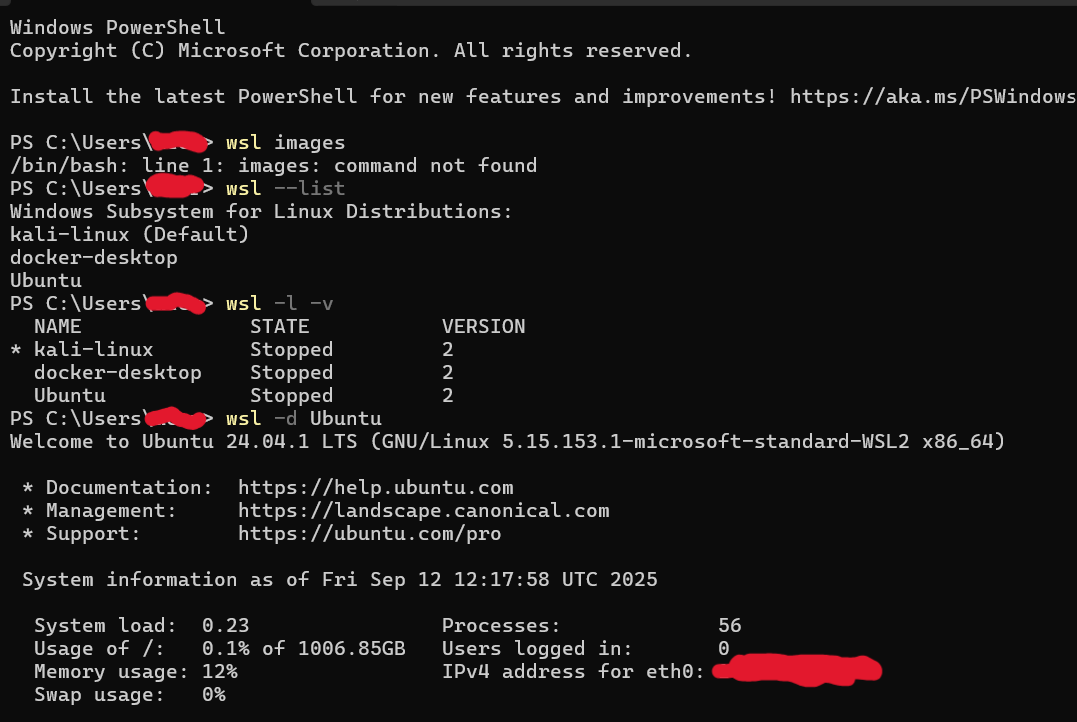 Windows PowerShell
Copyright (C) Microsoft Corporation. All rights reserved.
Install the latest PowerShell for new features and improvements! https://aka.ms/PSWindows
PS C:\Users\ > wsl images
/bin/bash: line 1: images: command not found
PS C:\Users\ > wsl --list
Windows Subsystem for Linux Distributions:
kali-linux (Default)
docker-desktop
Ubuntu
PS C:\Users\ > wsl -l -v
NAME STATE VERSION
* kali-linux Stopped 2
docker-desktop Stopped 2
Ubuntu Stopped 2
PS C:\Users\ > wsl -d Ubuntu
Welcome to Ubuntu 24.04.1 LTS (GNU/Linux 5.15.153.1-microsoft-standard-WSL2 x86_64)
* Documentation: https://help.ubuntu.com
* Management: https://landscape.canonical.com
* Support: https://ubuntu.com/pro
System information as of Fri Sep 12 12:17:58 UTC 2025
System load: 0.23 Processes: 56
Usage of /: 0.1% of 1006.85GB Users logged in: 0
Memory usage: 12% IPv4 address for eth0:
Swap usage: 0%